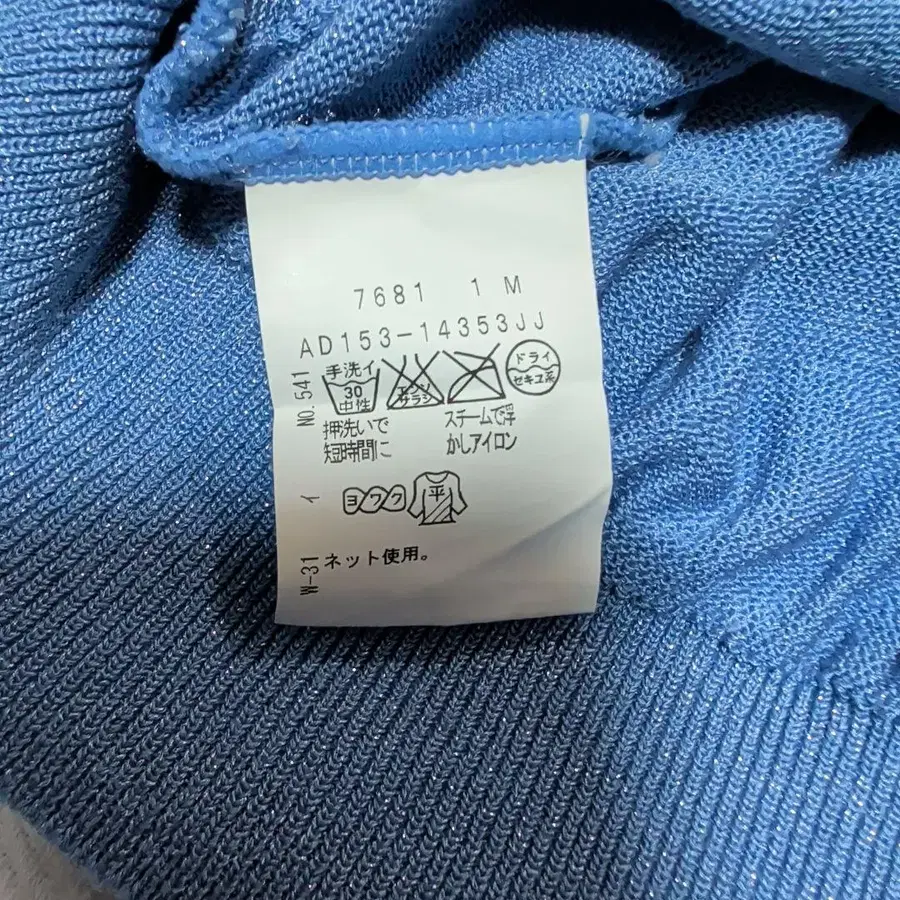 7681 1 M
AD153-14353JJ
手洗イ
30
中性
エンソ
サラシ
ドライ
セキユ系
押洗いで
短時間に
スチームで浮
かしアイロン
ヨワク
平
ネット使用。
NO. 541
イ
W-31